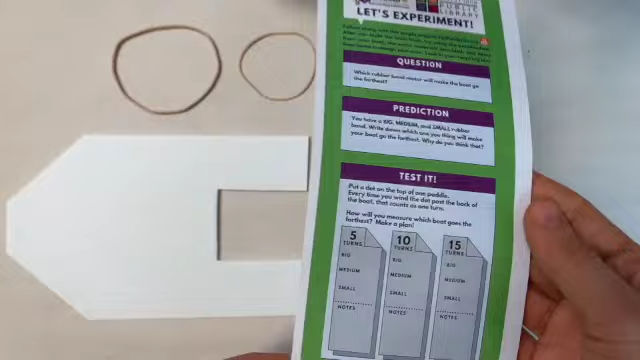 PUBLIC
LIBRARY
LET'S EXPERIMENT!
QUESTION
Which rubber band motor will make the boat go
the farthest?
PREDICTION
You have a BIG, MEDIUM, and SMALL rubber
band. Write down which one you think will make
your boat go the farthest. Why do you think that?
TEST IT!
Put a dot on the top of one paddle.
Every time you wind the dot past the back of
the boat, that counts as one turn.
How will you measure which boat goes the
farthest? Make a plan!
5
TURNS
BIG
MEDIUM
SMALL
NOTES
10
TURNS
BIG
MEDIUM
SMALL
NOTES
15
TURNS
BIG
MEDIUM
SMALL
NOTES